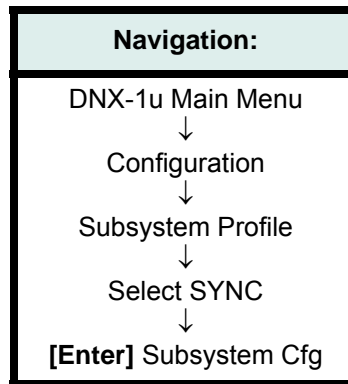 Navigation:
DNX-1u Main Menu
↓
Configuration
↓
Subsystem Profile
↓
Select SYNC
↓
[Enter] Subsystem Cfg